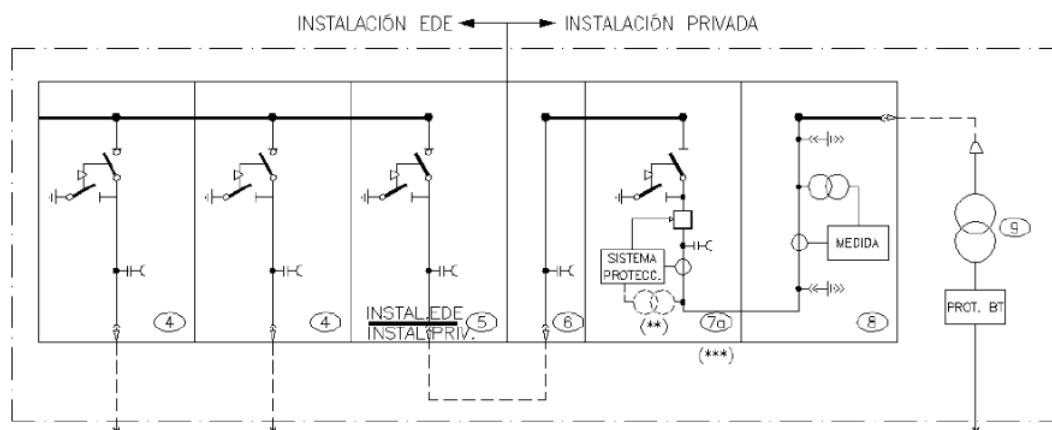 INSTALACIÓN EDE
INSTALACIÓN PRIVADA
SISTEMA
PROTECC.
MEDIDA
9
PROT. BT
INSTAL.EDE
INSTAL.PRIV.
4
4
5
6
(**)
7a
8
(***)